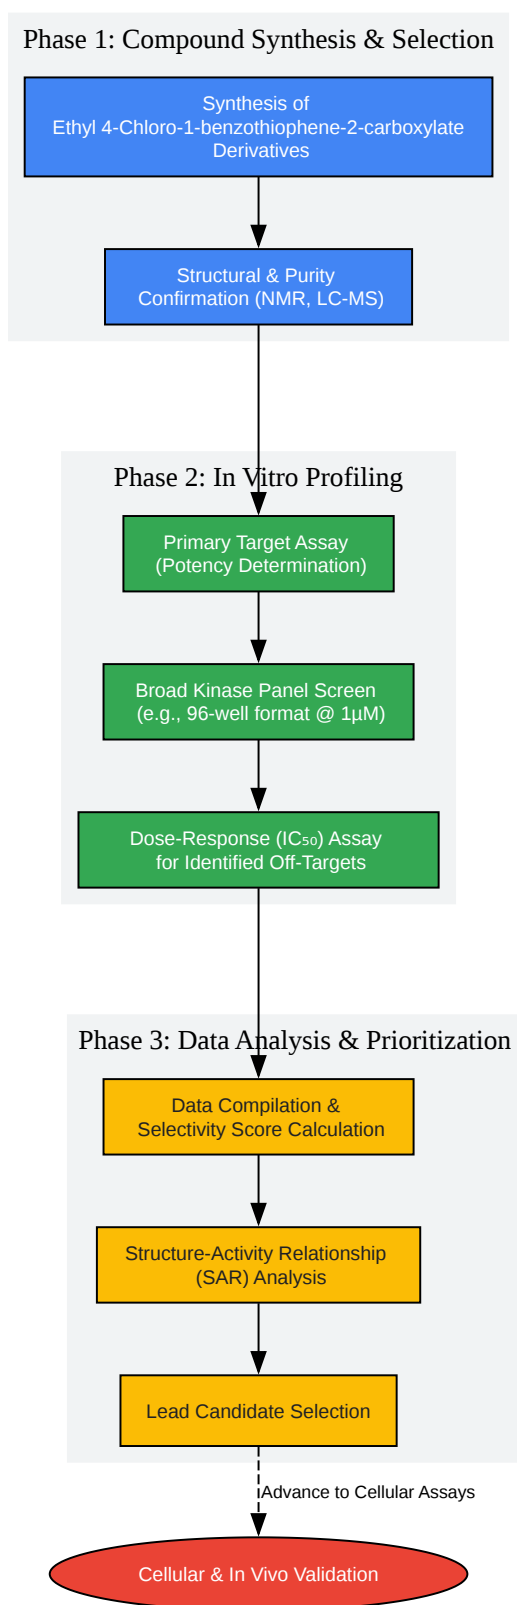 Phase 1: Compound Synthesis & Selection
Synthesis of
Ethyl 4-Chloro-1-benzothiophene-2-carboxylate
Derivatives
Structural & Purity
Confirmation (NMR, LC-MS)
Phase 2: In Vitro Profiling
Primary Target Assay
(Potency Determination)
Broad Kinase Panel Screen
(e.g., 96-well format @ 1µM)
Dose-Response (IC₅₀) Assay
for Identified Off-Targets
Phase 3: Data Analysis & Prioritization
Data Compilation &
Selectivity Score Calculation
Structure-Activity Relationship
(SAR) Analysis
Lead Candidate Selection
Advance to Cellular Assays
Cellular & In Vivo Validation